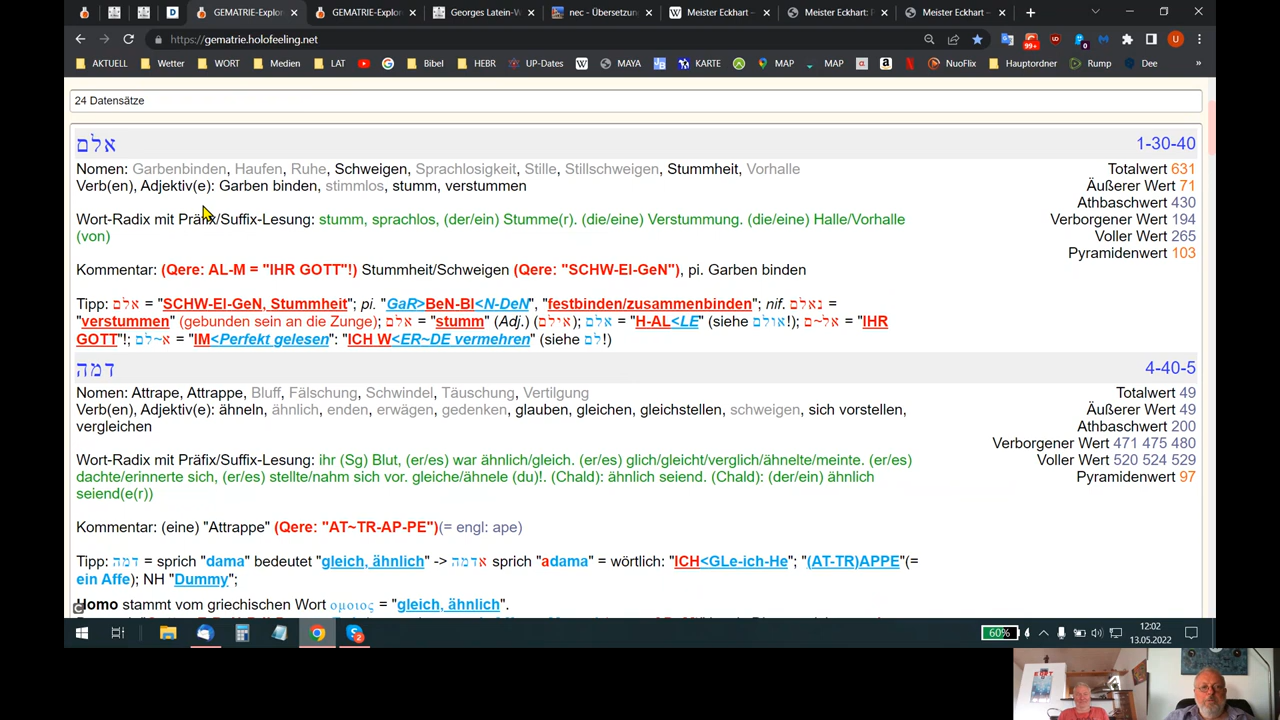 GEMATRIE-Explor
GEMATRIE-Explor
Georges Latein-W
nec - Übersetzun
Meister Eckhart –
Meister Eckhart: P
Meister Eckhart –
https://gematrie.holofeeling.net
99+
0
U
AKTUELL
Wetter
WORT
Medien
LAT
Bibel
HEBR
UP-Dates
MAYA
KARTE
MAP
MAP
NuoFlix
Hauptordner
Rump
Dee
»
24 Datensätze
אלם
1-30-40
Nomen: Garbenbinden, Haufen, Ruhe, Schweigen, Sprachlosigkeit, Stille, Stillschweigen, Stummheit, Vorhalle
Totalwert 631
Verb(en), Adjektiv(e): Garben binden, stimmlos, stumm, verstummen
Äußerer Wert 71
Athbaschwert 430
Wort-Radix mit Präfix/Suffix-Lesung: stumm, sprachlos, (der/ein) Stumme(r). (die/eine) Verstummung. (die/eine) Halle/Vorhalle
Verborgener Wert 194
(von)
Voller Wert 265
Pyramidenwert 103
Kommentar: (Qere: AL-M = "IHR GOTT"!) Stummheit/Schweigen (Qere: "SCHW-EI-GeN"), pi. Garben binden
Tipp: אלם = "SCHW-EI-GeN, Stummheit"; pi. "GaR>BeN-BI<N-DeN", "festbinden/zusammenbinden"; nif. נאלם =
"verstummen" (gebunden sein an die Zunge); אלם = "stumm" (Adj.) (אילם); אלם = "H-AL<LE" (siehe אולם!); אל~ם = "IHR
GOTT"!; א~לם = "IM<Perfekt gelesen": "ICH W<ER~DE vermehren" (siehe לם!)
דמה
4-40-5
Nomen: Attrape, Attrappe, Bluff, Fälschung, Schwindel, Täuschung, Vertilgung
Totalwert 49
Verb(en), Adjektiv(e): ähneln, ähnlich, enden, erwägen, gedenken, glauben, gleichen, gleichstellen, schweigen, sich vorstellen,
Äußerer Wert 49
vergleichen
Athbaschwert 200
Verborgener Wert 471 475 480
Wort-Radix mit Präfix/Suffix-Lesung: ihr (Sg) Blut, (er/es) war ähnlich/gleich. (er/es) glich/gleicht/verglich/ähnelte/meinte. (er/es)
Voller Wert 520 524 529
dachte/erinnerte sich, (er/es) stellte/nahm sich vor. gleiche/ähnele (du)!. (Chald): ähnlich seiend. (Chald): (der/ein) ähnlich
Pyramidenwert 97
seiend(e(r))
Kommentar: (eine) "Attrappe" (Qere: "AT~TR-AP-PE")(= engl: ape)
Tipp: דמה = sprich "dama" bedeutet "gleich, ähnlich" -> אדמה sprich "adama" = wörtlich: "ICH<GLe-ich-He"; "(AT-TR)APPE"(=
ein Affe); NH "Dummy";
Homo stammt vom griechischen Wort ομοιος = "gleich, ähnlich".
60%
12:02
13.05.2022